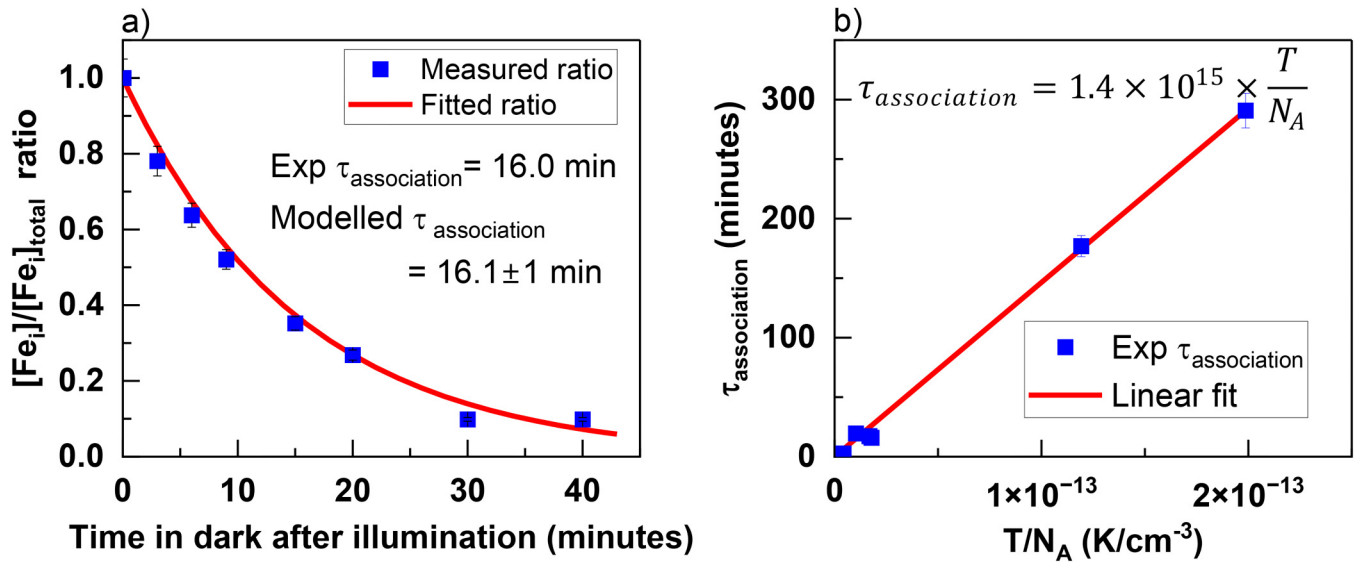 a)
[Fe_i]/[Fe_i]_total ratio
1.0
0.8
0.6
0.4
0.2
0.0
Measured ratio
Fitted ratio
Exp τ_association= 16.0 min
Modelled τ_association
= 16.1±1 min
0 10 20 30 40
Time in dark after illumination (minutes)
b)
τ_association (minutes)
300
200
100
0
τ_association = 1.4 × 10^15 × T/N_A
Exp τ_association
Linear fit
0 1×10^−13 2×10^−13
T/N_A (K/cm^-3)